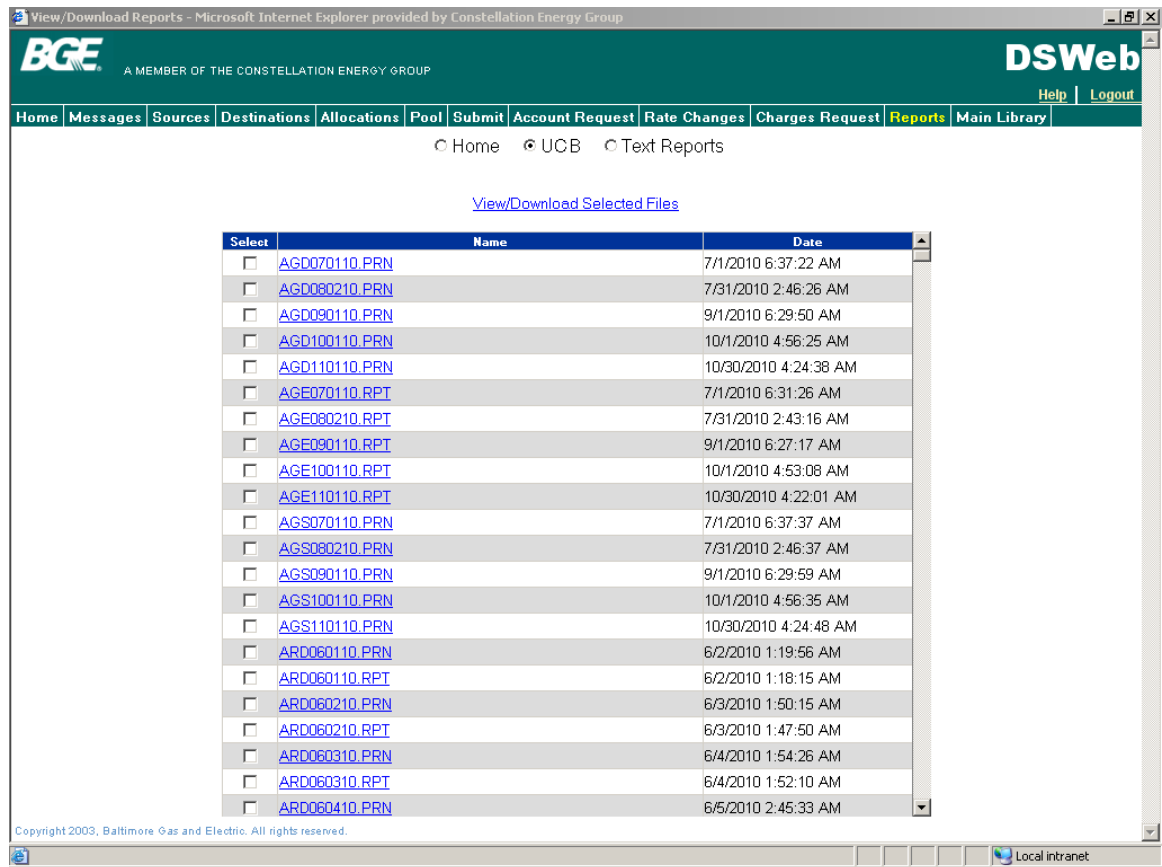 View/Download Reports - Microsoft Internet Explorer provided by Constellation Energy Group
BGE. A MEMBER OF THE CONSTELLATION ENERGY GROUP
DSWeb
Help | Logout
Home | Messages | Sources | Destinations | Allocations | Pool | Submit | Account Request | Rate Changes | Charges Request | Reports | Main Library
Home UCB Text Reports
View/Download Selected Files
Select Name Date
AGD070110.PRN 7/1/2010 6:37:22 AM
AGD080210.PRN 7/31/2010 2:46:26 AM
AGD090110.PRN 9/1/2010 6:29:50 AM
AGD100110.PRN 10/1/2010 4:56:25 AM
AGD110110.PRN 10/30/2010 4:24:38 AM
AGE070110.RPT 7/1/2010 6:31:26 AM
AGE080210.RPT 7/31/2010 2:43:16 AM
AGE090110.RPT 9/1/2010 6:27:17 AM
AGE100110.RPT 10/1/2010 4:53:08 AM
AGE110110.RPT 10/30/2010 4:22:01 AM
AGS070110.PRN 7/1/2010 6:37:37 AM
AGS080210.PRN 7/31/2010 2:46:37 AM
AGS090110.PRN 9/1/2010 6:29:59 AM
AGS100110.PRN 10/1/2010 4:56:35 AM
AGS110110.PRN 10/30/2010 4:24:48 AM
ARD060110.PRN 6/2/2010 1:19:56 AM
ARD060110.RPT 6/2/2010 1:18:15 AM
ARD060210.PRN 6/3/2010 1:50:15 AM
ARD060210.RPT 6/3/2010 1:47:50 AM
ARD060310.PRN 6/4/2010 1:54:26 AM
ARD060310.RPT 6/4/2010 1:52:10 AM
ARD060410.PRN 6/5/2010 2:45:33 AM
Copyright 2003, Baltimore Gas and Electric. All rights reserved.
Local intranet